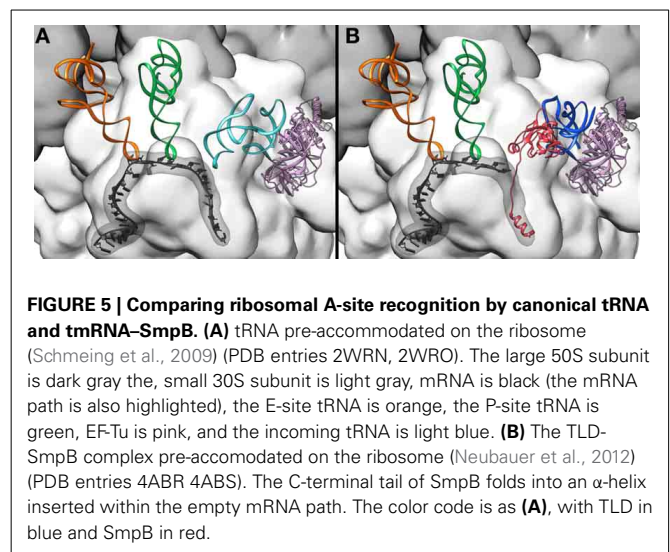 A
B
FIGURE 5 | Comparing ribosomal A-site recognition by canonical tRNA
and tmRNA–SmpB. (A) tRNA pre-accommodated on the ribosome
(Schmeing et al., 2009) (PDB entries 2WRN, 2WRO). The large 50S subunit
is dark gray the, small 30S subunit is light gray, mRNA is black (the mRNA
path is also highlighted), the E-site tRNA is orange, the P-site tRNA is
green, EF-Tu is pink, and the incoming tRNA is light blue. (B) The TLD-
SmpB complex pre-accomodated on the ribosome (Neubauer et al., 2012)
(PDB entries 4ABR 4ABS). The C-terminal tail of SmpB folds into an α-helix
inserted within the empty mRNA path. The color code is as (A), with TLD in
blue and SmpB in red.